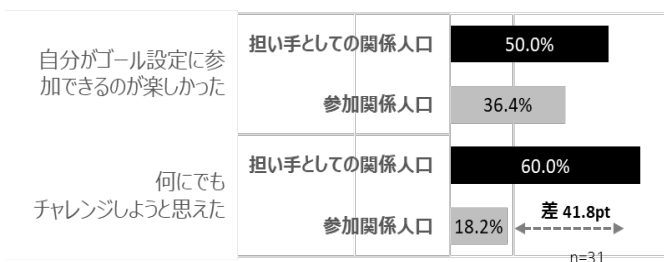 自分がゴール設定に参
加できるのが楽しかった
担い手としての関係人口
50.0%
参加関係人口
36.4%
何にでも
チャレンジしようと思えた
担い手としての関係人口
60.0%
参加関係人口
18.2%
差 41.8pt
n=31